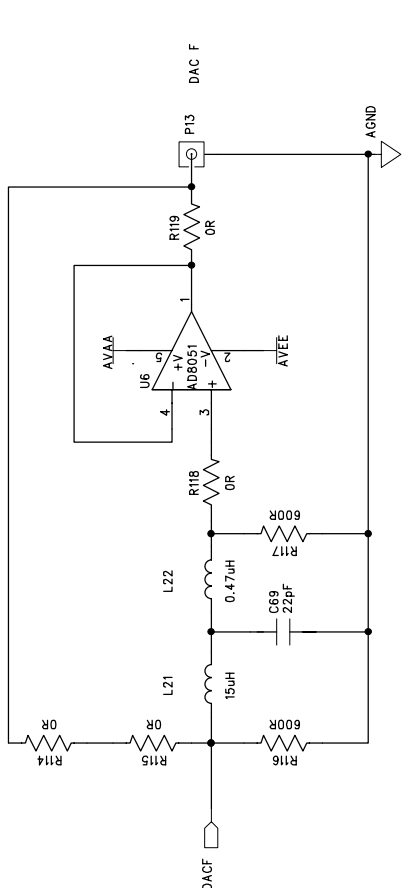 DAC F
P13
AGND
R119
0R
1
AVAA
5
+V
U6
AD8051
-V
2
AVEE
4
-
+
3
R118
0R
600R
R117
L22
0.47uH
C69
22pF
L21
15uH
0R
R114
0R
R115
600R
R116
DACF